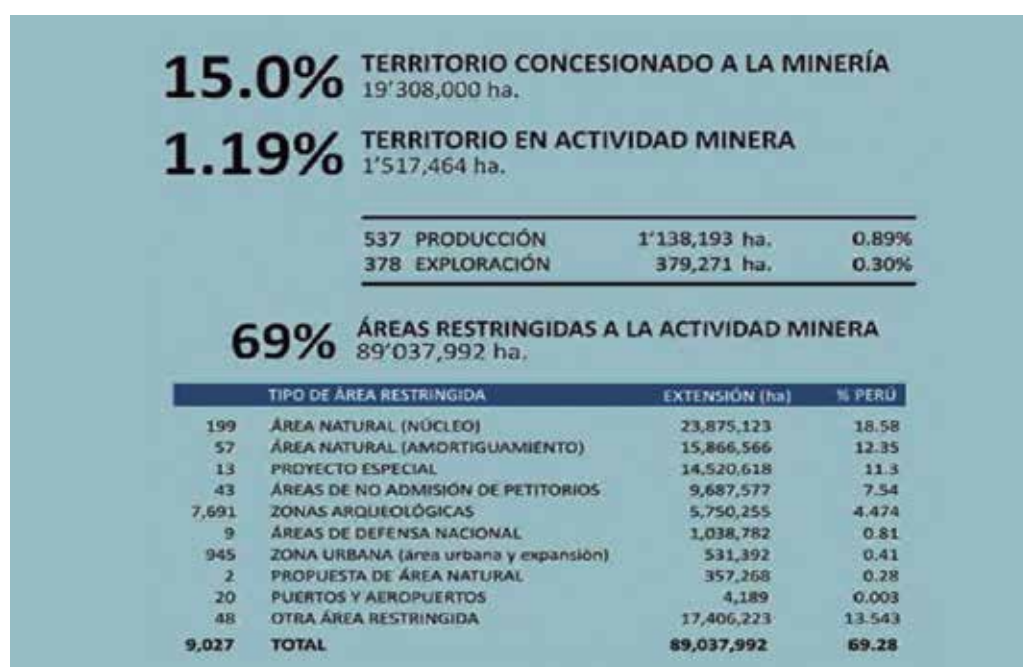 15.0% TERRITORIO CONCESIONADO A LA MINERÍA
19'308,000 ha.
1.19% TERRITORIO EN ACTIVIDAD MINERA
1'517,464 ha.
537 PRODUCCIÓN 1'138,193 ha. 0.89%
378 EXPLORACIÓN 379,271 ha. 0.30%
69% ÁREAS RESTRINGIDAS A LA ACTIVIDAD MINERA
89'037,992 ha.
TIPO DE ÁREA RESTRINGIDA EXTENSIÓN (ha) % PERÚ
199 ÁREA NATURAL (NÚCLEO) 23,875,123 18.58
57 ÁREA NATURAL (AMORTIGUAMIENTO) 15,866,566 12.35
13 PROYECTO ESPECIAL 14,520,618 11.3
43 ÁREAS DE NO ADMISIÓN DE PETITORIOS 9,687,577 7.54
7,691 ZONAS ARQUEOLÓGICAS 5,750,255 4.474
9 ÁREAS DE DEFENSA NACIONAL 1,038,782 0.81
945 ZONA URBANA (área urbana y expansión) 531,392 0.41
2 PROPUESTA DE ÁREA NATURAL 357,268 0.28
20 PUERTOS Y AEROPUERTOS 4,189 0.003
48 OTRA ÁREA RESTRINGIDA 17,406,223 13.543
9,027 TOTAL 89,037,992 69.28